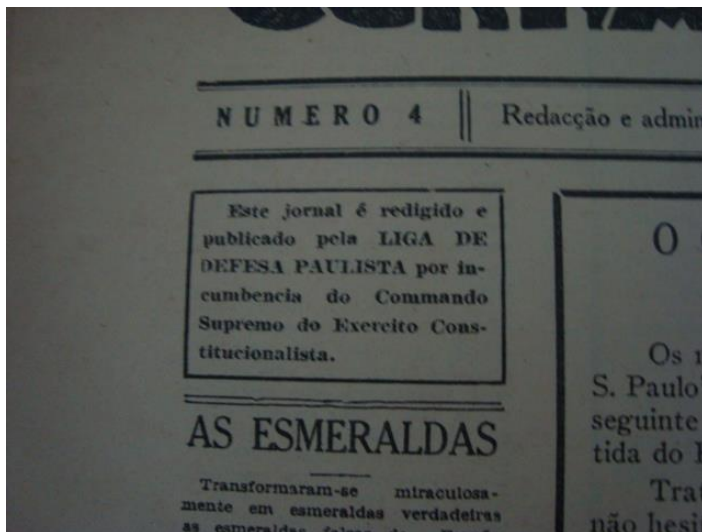 NUMERO 4
Redacção e admin
Este jornal é redigido e
publicado pela LIGA DE
DEFESA PAULISTA por in-
cumbencia do Commando
Supremo do Exercito Cons-
titucionalista.
AS ESMERALDAS
Transformaram-se miraculosa-
mente em esmeraldas verdadeiras
as esmeraldas
O
Os
S. Paulo
seguinte
tida do
Trat
não hesi